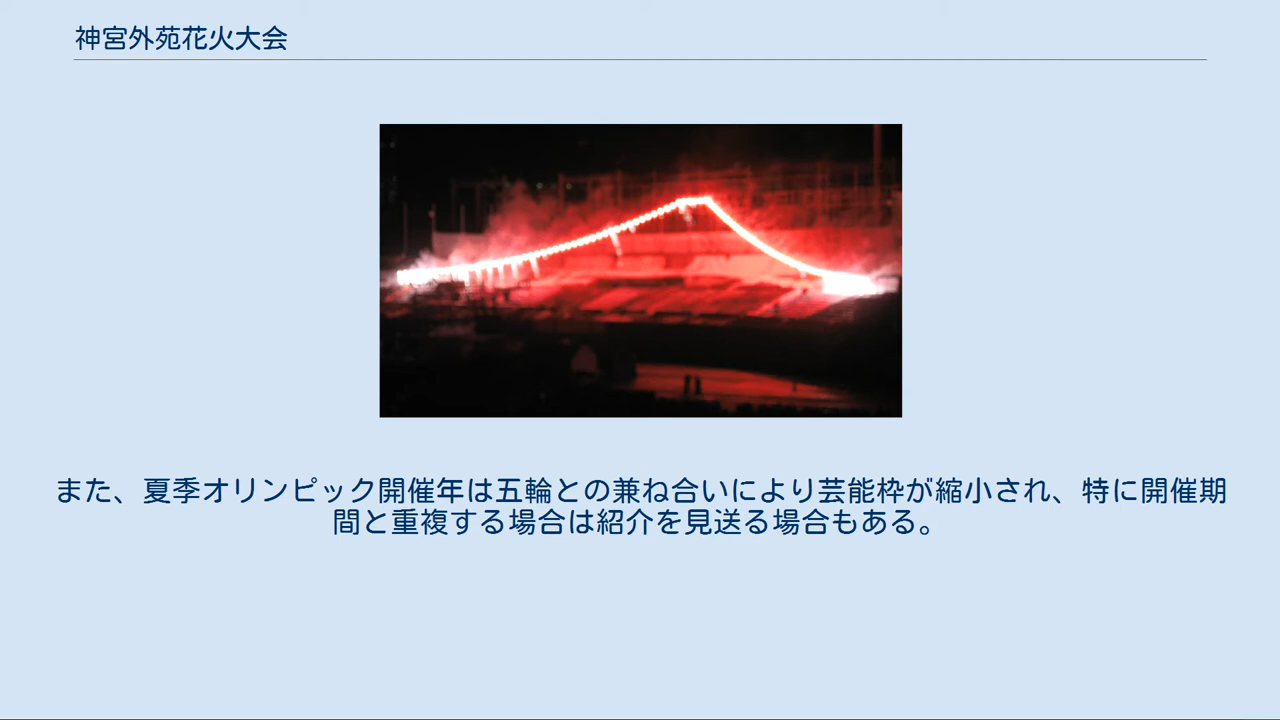 神宮外苑花火大会
また、夏季オリンピック開催年は五輪との兼ね合いにより芸能枠が縮小され、特に開催期
間と重複する場合は紹介を見送る場合もある。